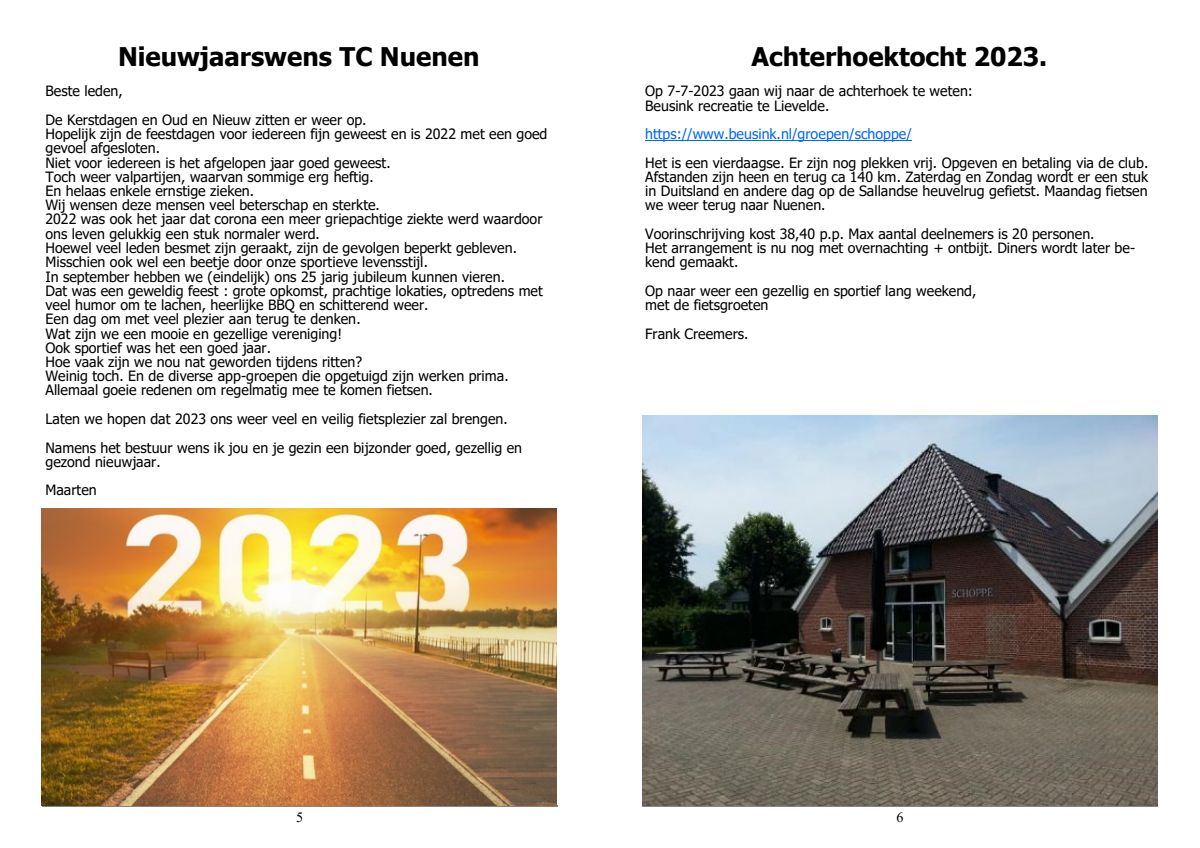 Nieuwjaarswens TC Nuenen
Beste leden,
De Kerstdagen en Oud en Nieuw zitten er weer op.
Hopelijk zijn de feestdagen voor iedereen fijn geweest en is 2022 met een goed
gevoel afgesloten.
Niet voor iedereen is het afgelopen jaar goed geweest.
Toch weer valpartijen, waarvan sommige erg heftig.
En helaas enkele ernstige zieken.
Wij wensen deze mensen veel beterschap en sterkte.
2022 was ook het jaar dat corona een meer griepachtige ziekte werd waardoor
ons leven gelukkig een stuk normaler werd.
Hoewel veel leden besmet zijn geraakt, zijn de gevolgen beperkt gebleven.
Misschien ook wel een beetje door onze sportieve levensstijl.
In september hebben we (eindelijk) ons 25 jarig jubileum kunnen vieren.
Dat was een geweldig feest : grote opkomst, prachtige lokaties, optredens met
veel humor om te lachen, heerlijke BBQ en schitterend weer.
Een dag om met veel plezier aan terug te denken.
Wat zijn we een mooie en gezellige vereniging!
Ook sportief was het een goed jaar.
Hoe vaak zijn we nou nat geworden tijdens ritten?
Weinig toch. En de diverse app-groepen die opgetuigd zijn werken prima.
Allemaal goeie redenen om regelmatig mee te komen fietsen.
Laten we hopen dat 2023 ons weer veel en veilig fietsplezier zal brengen.
Namens het bestuur wens ik jou en je gezin een bijzonder goed, gezellig en
gezond nieuwjaar.
Maarten
2023
5
Achterhoektocht 2023.
Op 7-7-2023 gaan wij naar de achterhoek te weten:
Beusink recreatie te Lievelde.
https://www.beusink.nl/groepen/schoppe/
Het is een vierdaagse. Er zijn nog plekken vrij. Opgeven en betaling via de club.
Afstanden zijn heen en terug ca 140 km. Zaterdag en Zondag wordt er een stuk
in Duitsland en andere dag op de Sallandse heuvelrug gefietst. Maandag fietsen
we weer terug naar Nuenen.
Voorinschrijving kost 38,40 p.p. Max aantal deelnemers is 20 personen.
Het arrangement is nu nog met overnachting + ontbijt. Diners wordt later be-
kend gemaakt.
Op naar weer een gezellig en sportief lang weekend,
met de fietsgroeten
Frank Creemers.
SCHOPPE
6